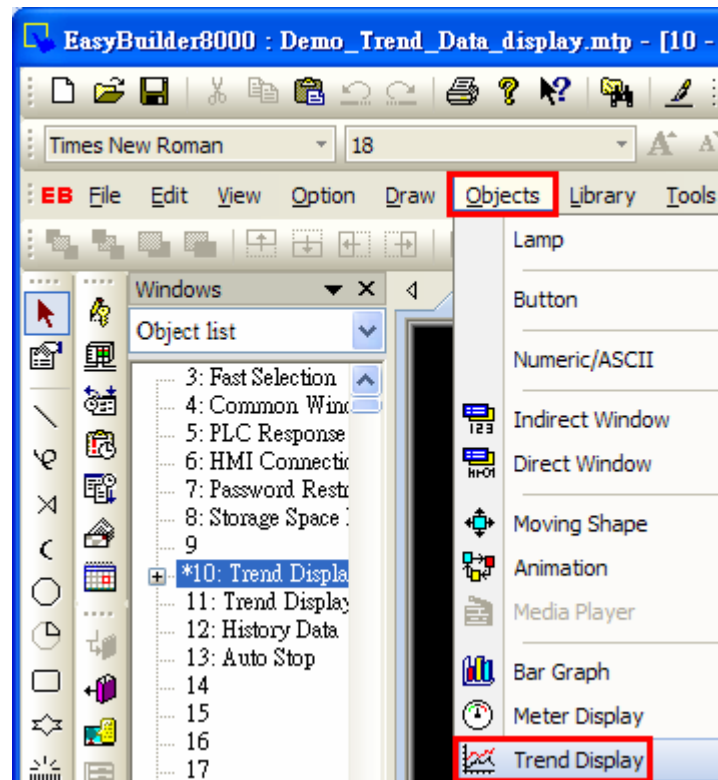 EasyBuilder8000 : Demo_Trend_Data_display.mtp - [10 -
Times New Roman 18
EB File Edit View Option Draw Objects Library Tools
Windows
Object list
3: Fast Selection
4: Common Wind
5: PLC Response
6: HMI Connectio
7: Password Restr
8: Storage Space
9
*10: Trend Displa
11: Trend Display
12: History Data
13: Auto Stop
14
15
16
17
Lamp
Button
Numeric/ASCII
Indirect Window
Direct Window
Moving Shape
Animation
Media Player
Bar Graph
Meter Display
Trend Display